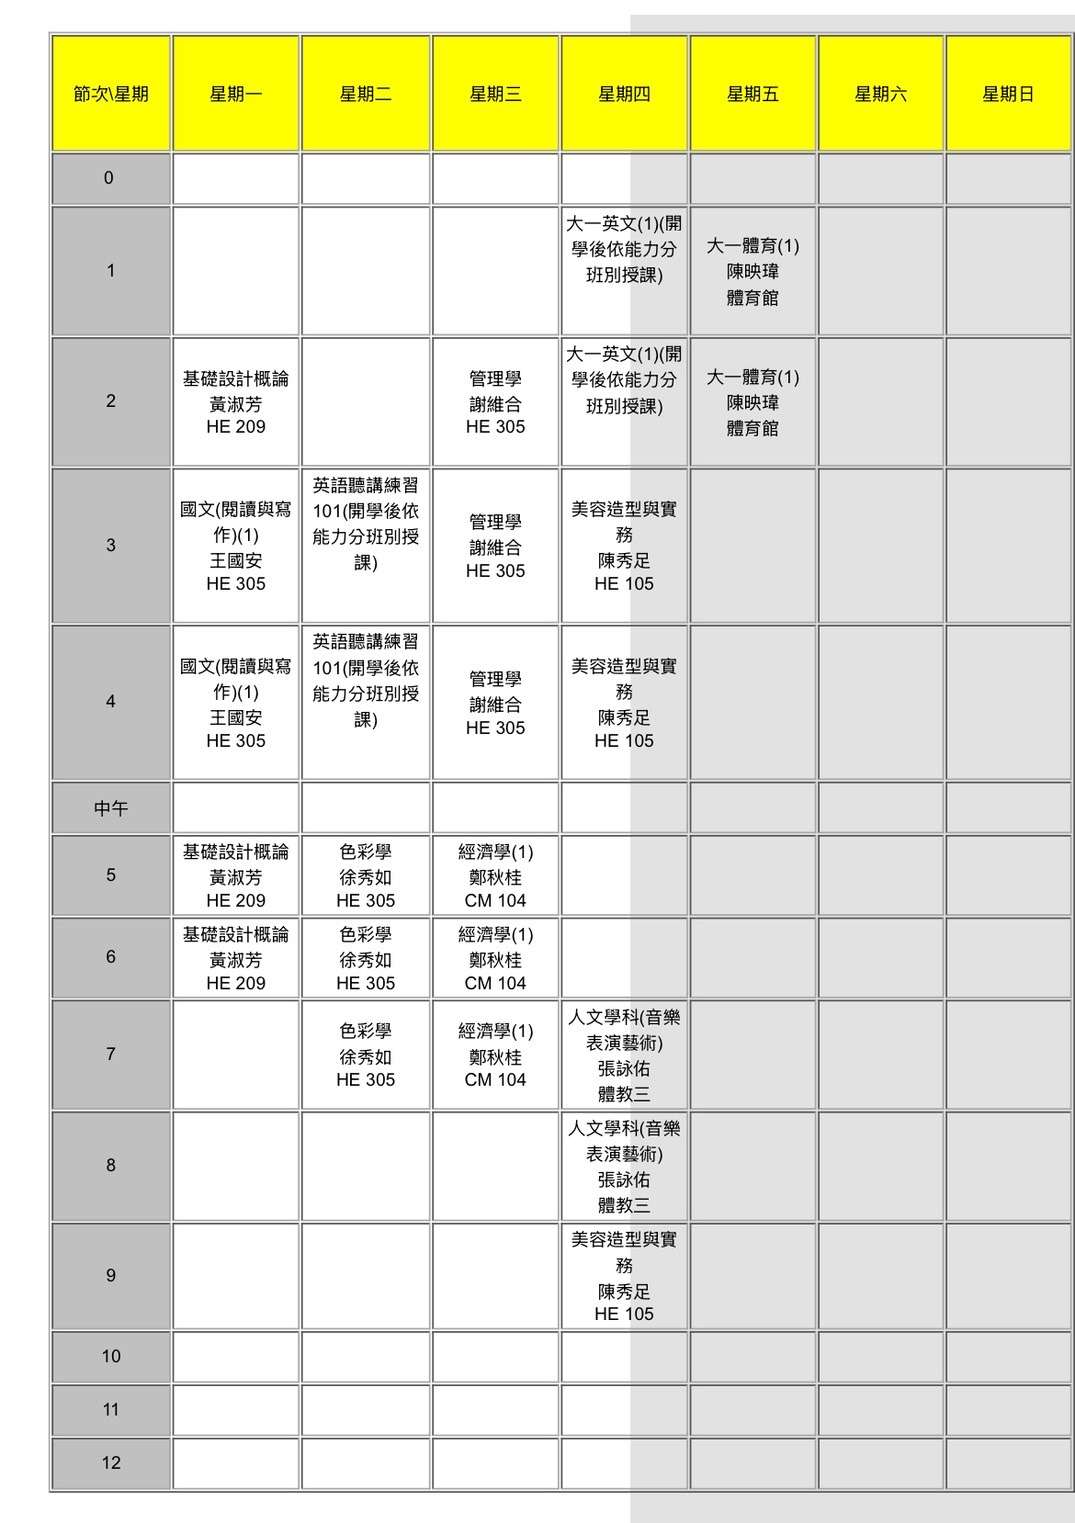 節次\星期 星期一 星期二 星期三 星期四 星期五 星期六 星期日
0
1
大一英文(1)(開
學後依能力分
班別授課)
大一體育(1)
陳映瑋
體育館
2
基礎設計概論
黃淑芳
HE 209
管理學
謝維合
HE 305
大一英文(1)(開
學後依能力分
班別授課)
大一體育(1)
陳映瑋
體育館
3
國文(閱讀與寫
作)(1)
王國安
HE 305
英語聽講練習
101(開學後依
能力分班別授
課)
管理學
謝維合
HE 305
美容造型與實
務
陳秀足
HE 105
4
國文(閱讀與寫
作)(1)
王國安
HE 305
英語聽講練習
101(開學後依
能力分班別授
課)
管理學
謝維合
HE 305
美容造型與實
務
陳秀足
HE 105
中午
5
基礎設計概論
黃淑芳
HE 209
色彩學
徐秀如
HE 305
經濟學(1)
鄭秋桂
CM 104
6
基礎設計概論
黃淑芳
HE 209
色彩學
徐秀如
HE 305
經濟學(1)
鄭秋桂
CM 104
7
色彩學
徐秀如
HE 305
經濟學(1)
鄭秋桂
CM 104
人文學科(音樂
表演藝術)
張詠佑
體教三
8
人文學科(音樂
表演藝術)
張詠佑
體教三
9
美容造型與實
務
陳秀足
HE 105
10
11
12